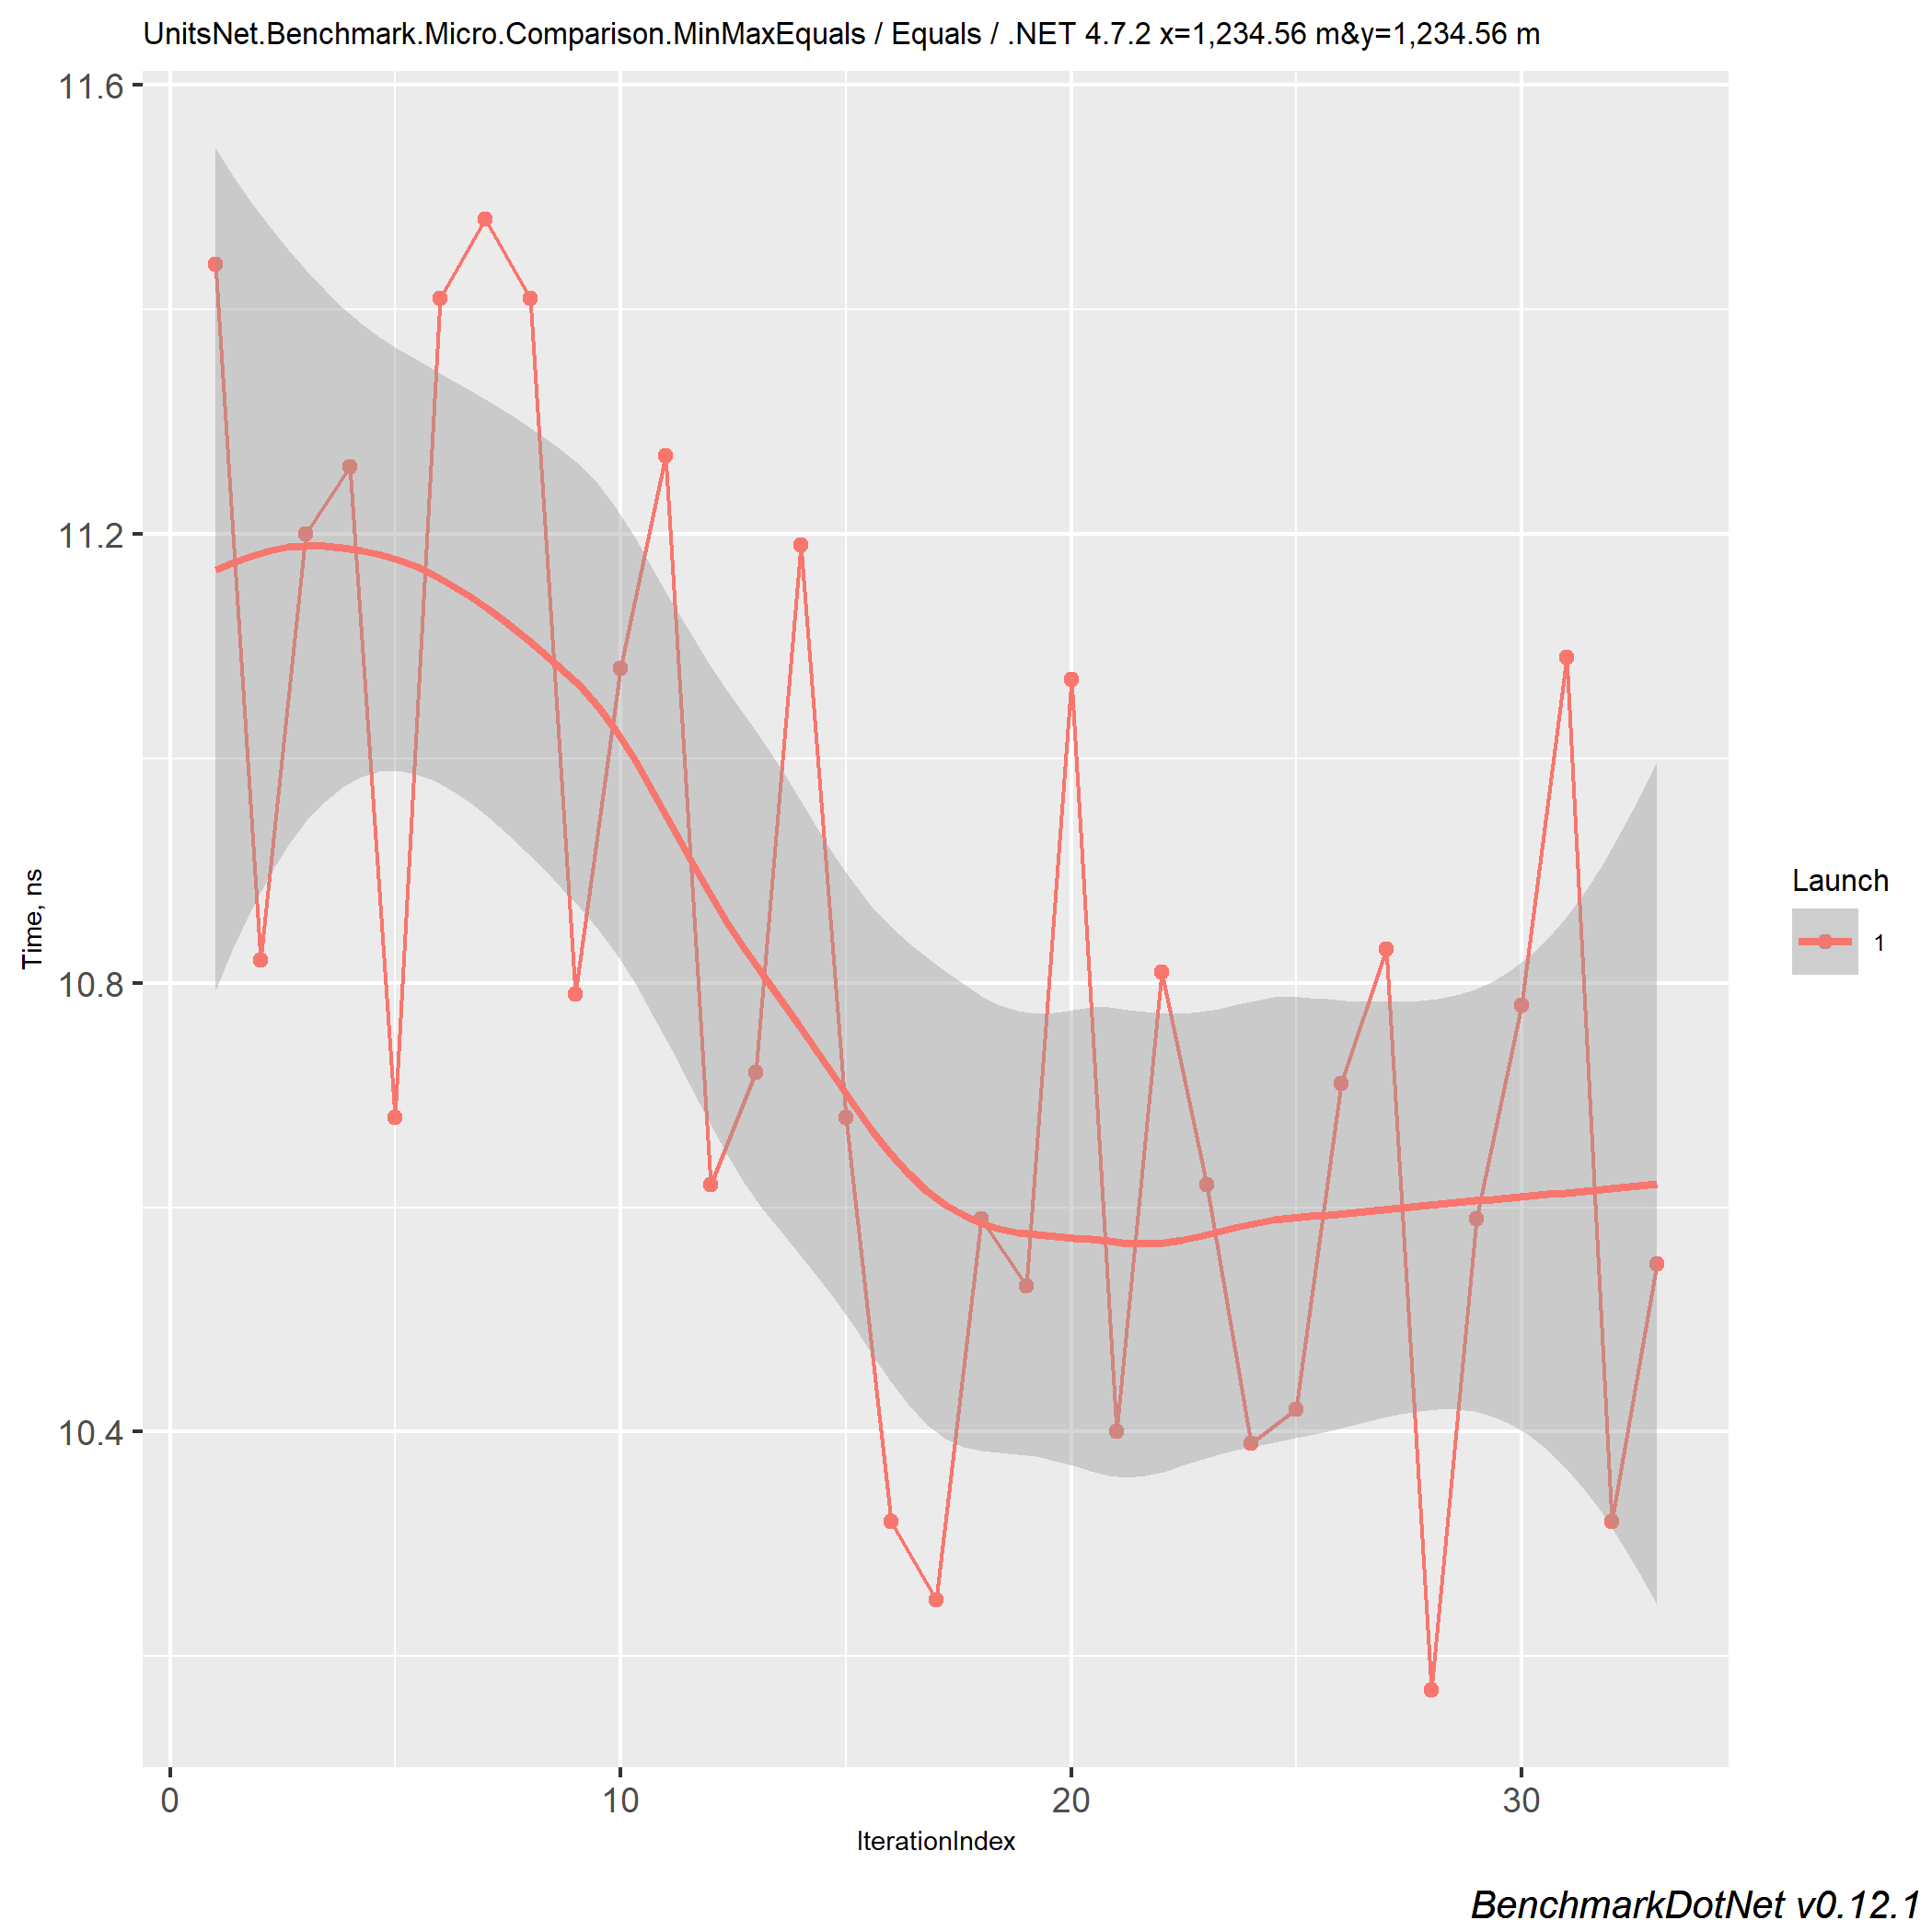 UnitsNet.Benchmark.Micro.Comparison.MinMaxEquals / Equals / .NET 4.7.2 x=1,234.56 m&y=1,234.56 m
11.6
11.2
10.8
10.4
Time, ns
0 10 20 30
IterationIndex
Launch
1
BenchmarkDotNet v0.12.1